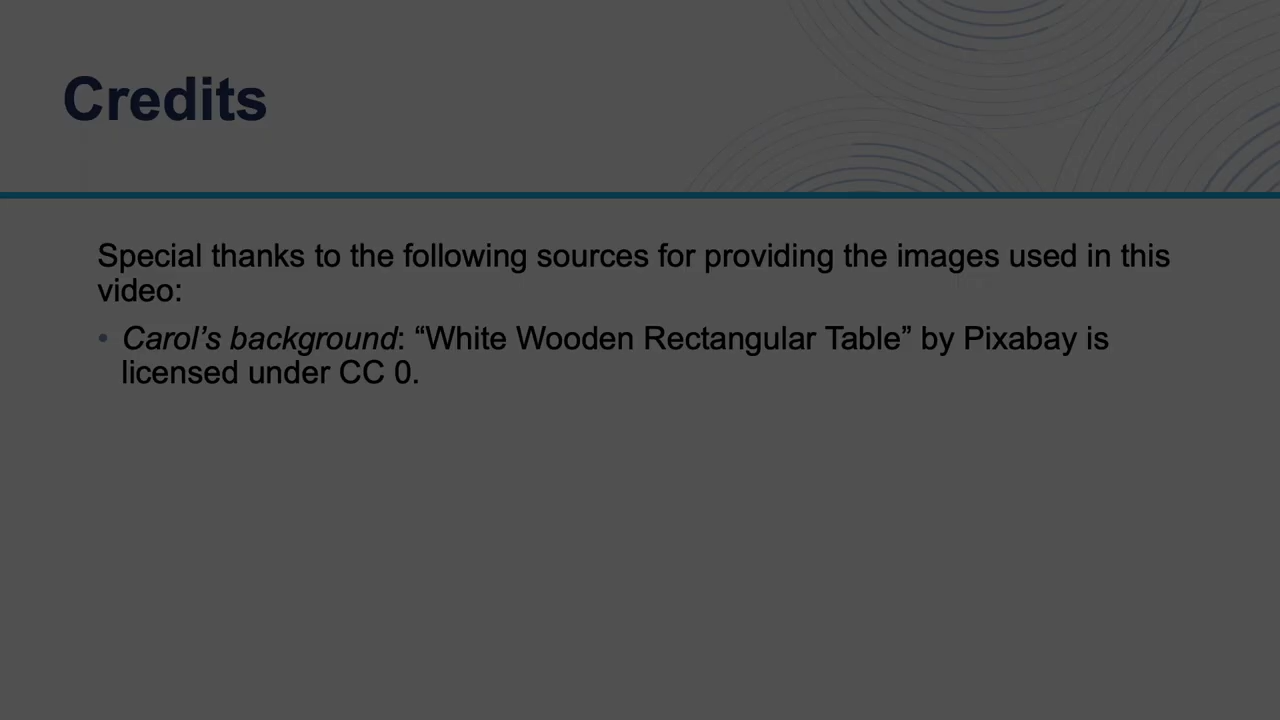 Credits
Special thanks to the following sources for providing the images used in this
video:
• Carol’s background: “White Wooden Rectangular Table” by Pixabay is
licensed under CC 0.